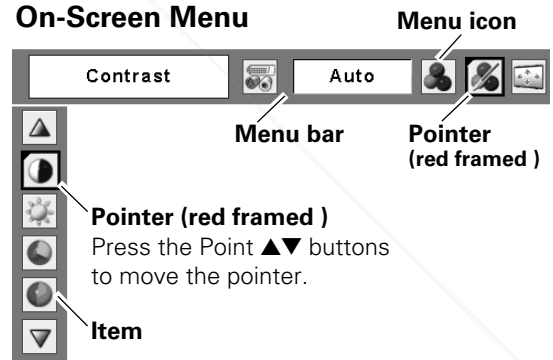 On-Screen Menu
Menu icon
Contrast
Auto
Menu bar
Pointer
(red framed )
Pointer (red framed )
Press the Point ▲▼ buttons
to move the pointer.
Item